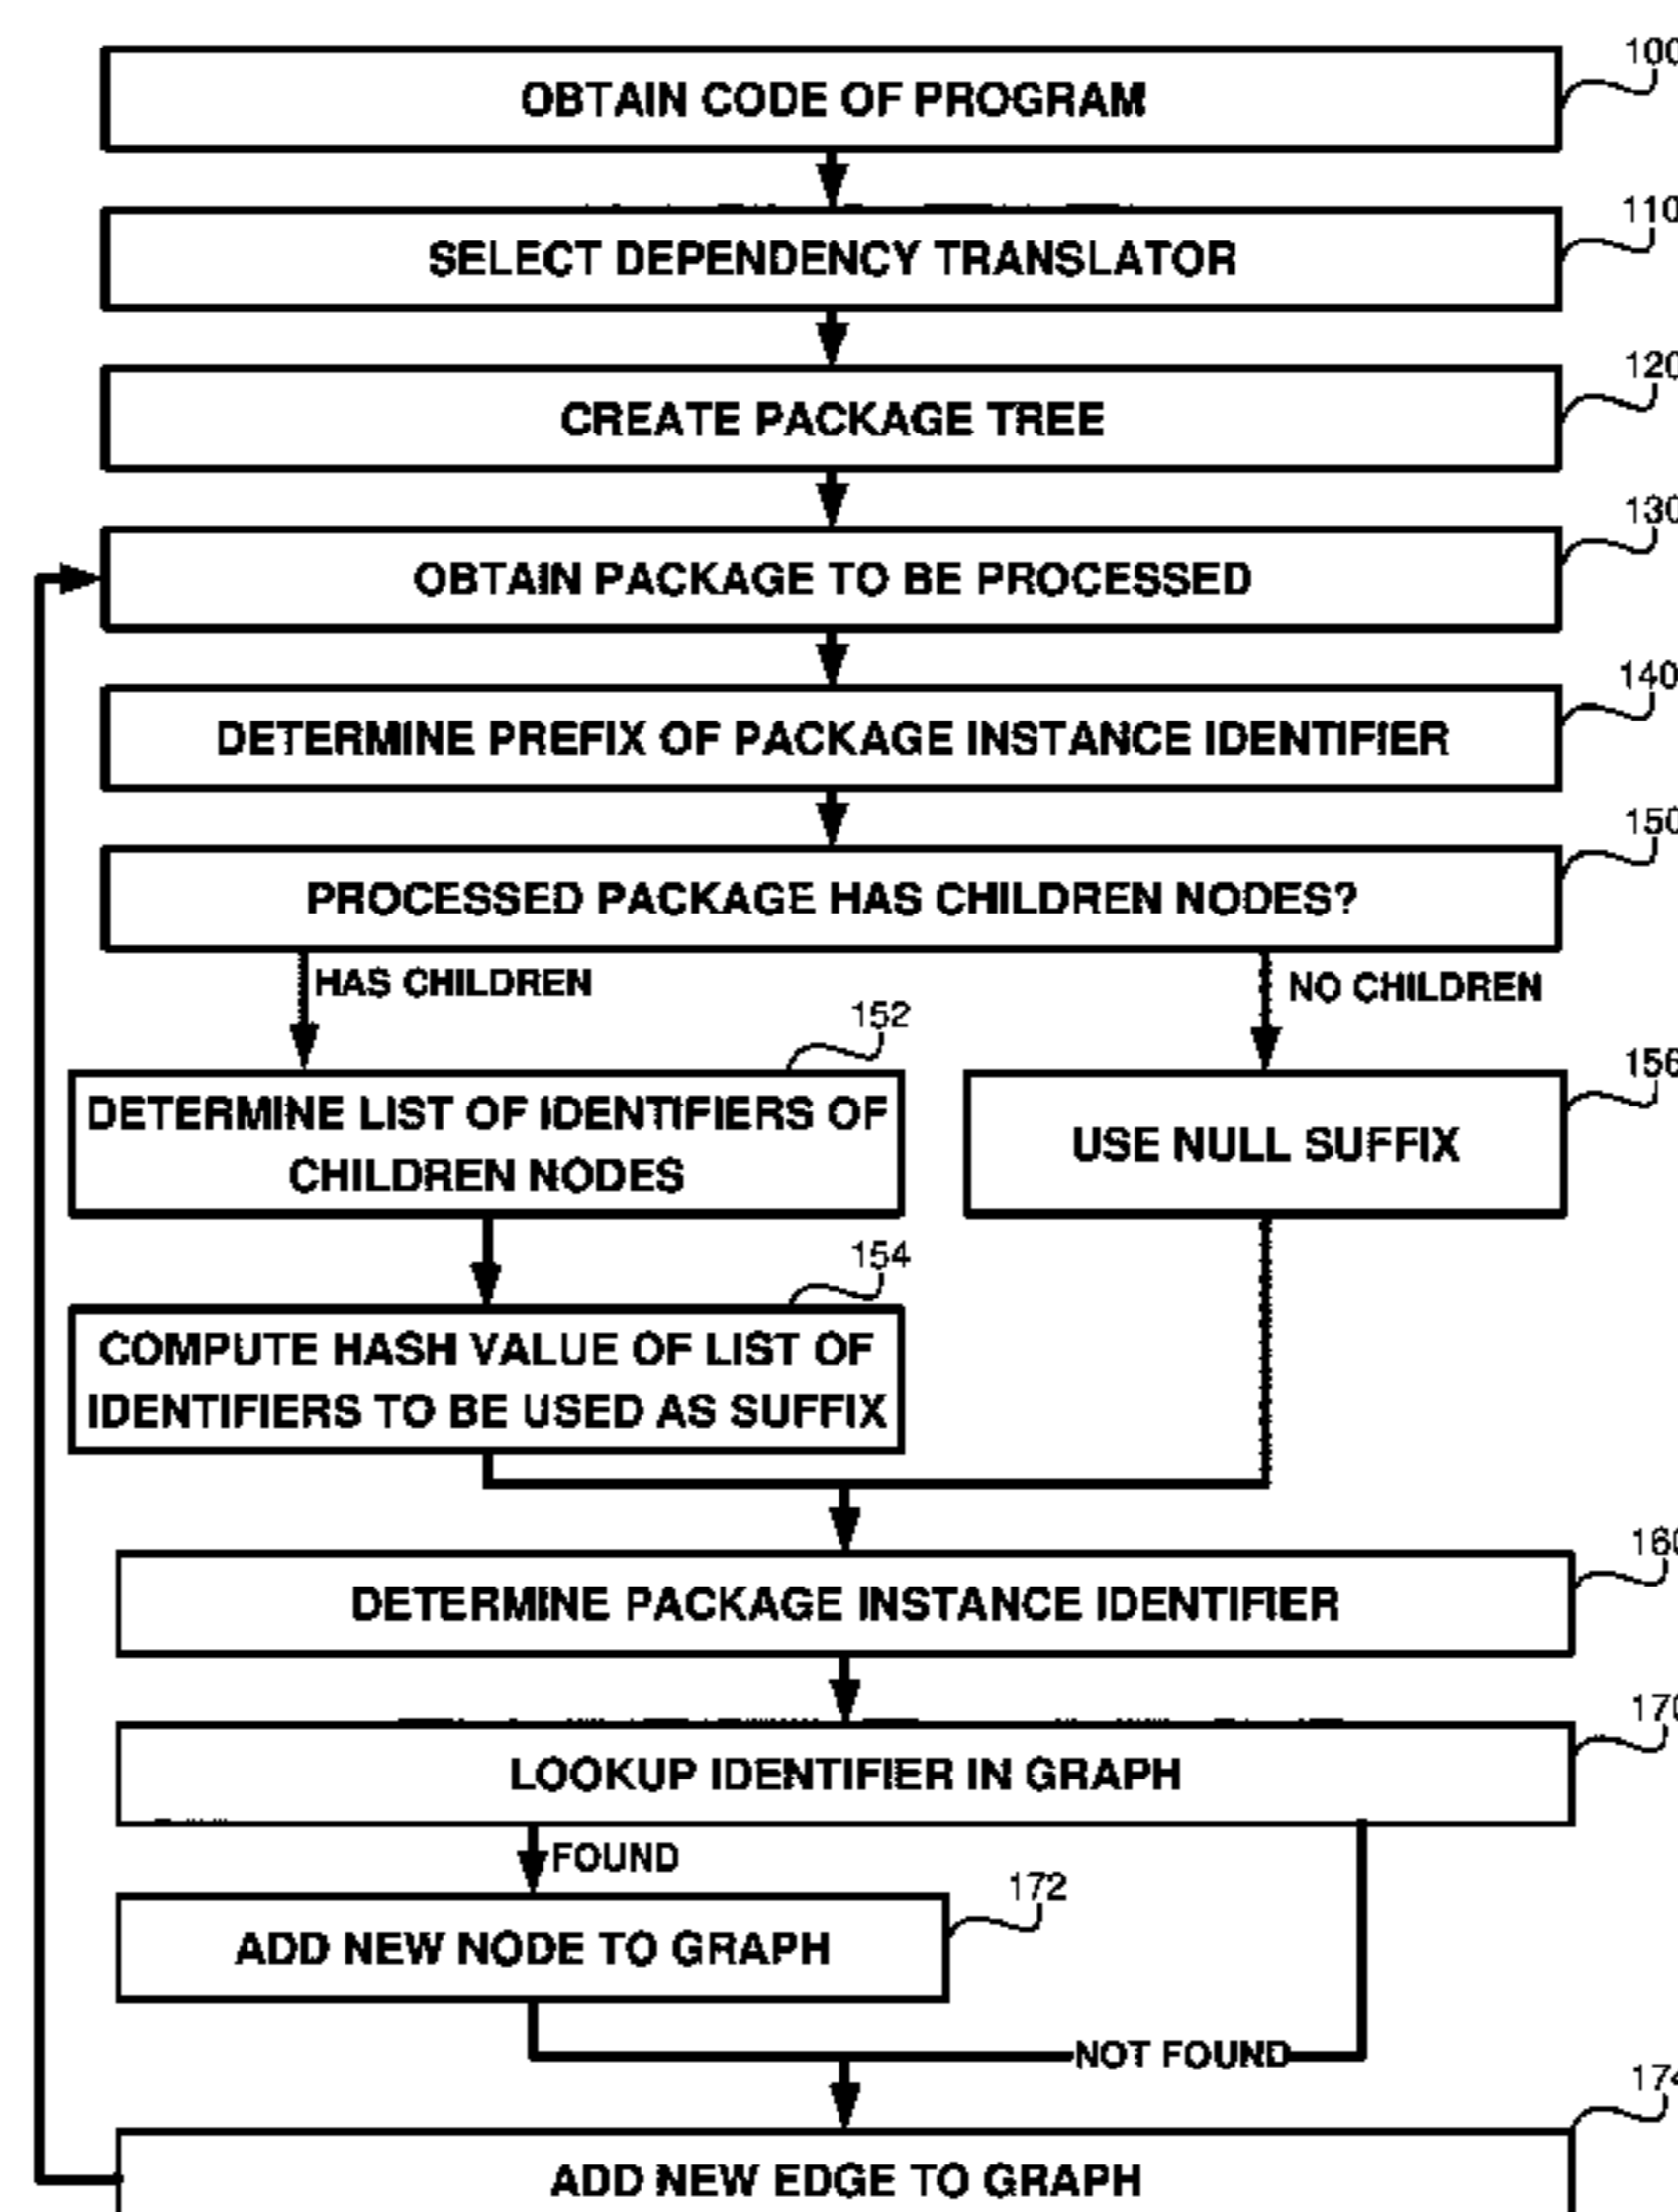 100
OBTAIN CODE OF PROGRAM
110
SELECT DEPENDENCY TRANSLATOR
120
CREATE PACKAGE TREE
130
OBTAIN PACKAGE TO BE PROCESSED
140
DETERMINE PREFIX OF PACKAGE INSTANCE IDENTIFIER
150
PROCESSED PACKAGE HAS CHILDREN NODES?
HAS CHILDREN
NO CHILDREN
152
156
DETERMINE LIST OF IDENTIFIERS OF
CHILDREN NODES
USE NULL SUFFIX
154
COMPUTE HASH VALUE OF LIST OF
IDENTIFIERS TO BE USED AS SUFFIX
160
DETERMINE PACKAGE INSTANCE IDENTIFIER
170
LOOKUP IDENTIFIER IN GRAPH
FOUND
172
ADD NEW NODE TO GRAPH
NOT FOUND
174
ADD NEW EDGE TO GRAPH